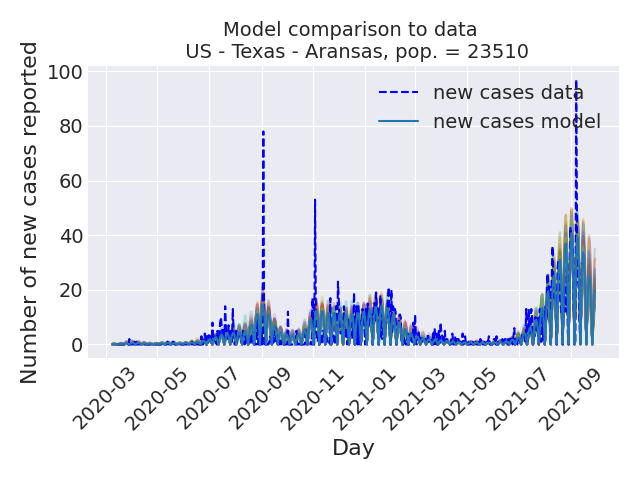 Model comparison to data
US - Texas - Aransas, pop. = 23510
Number of new cases reported
100
80
60
40
20
0
new cases data
new cases model
2020-03
2020-05
2020-07
2020-09
2020-11
2021-01
2021-03
2021-05
2021-07
2021-09
Day